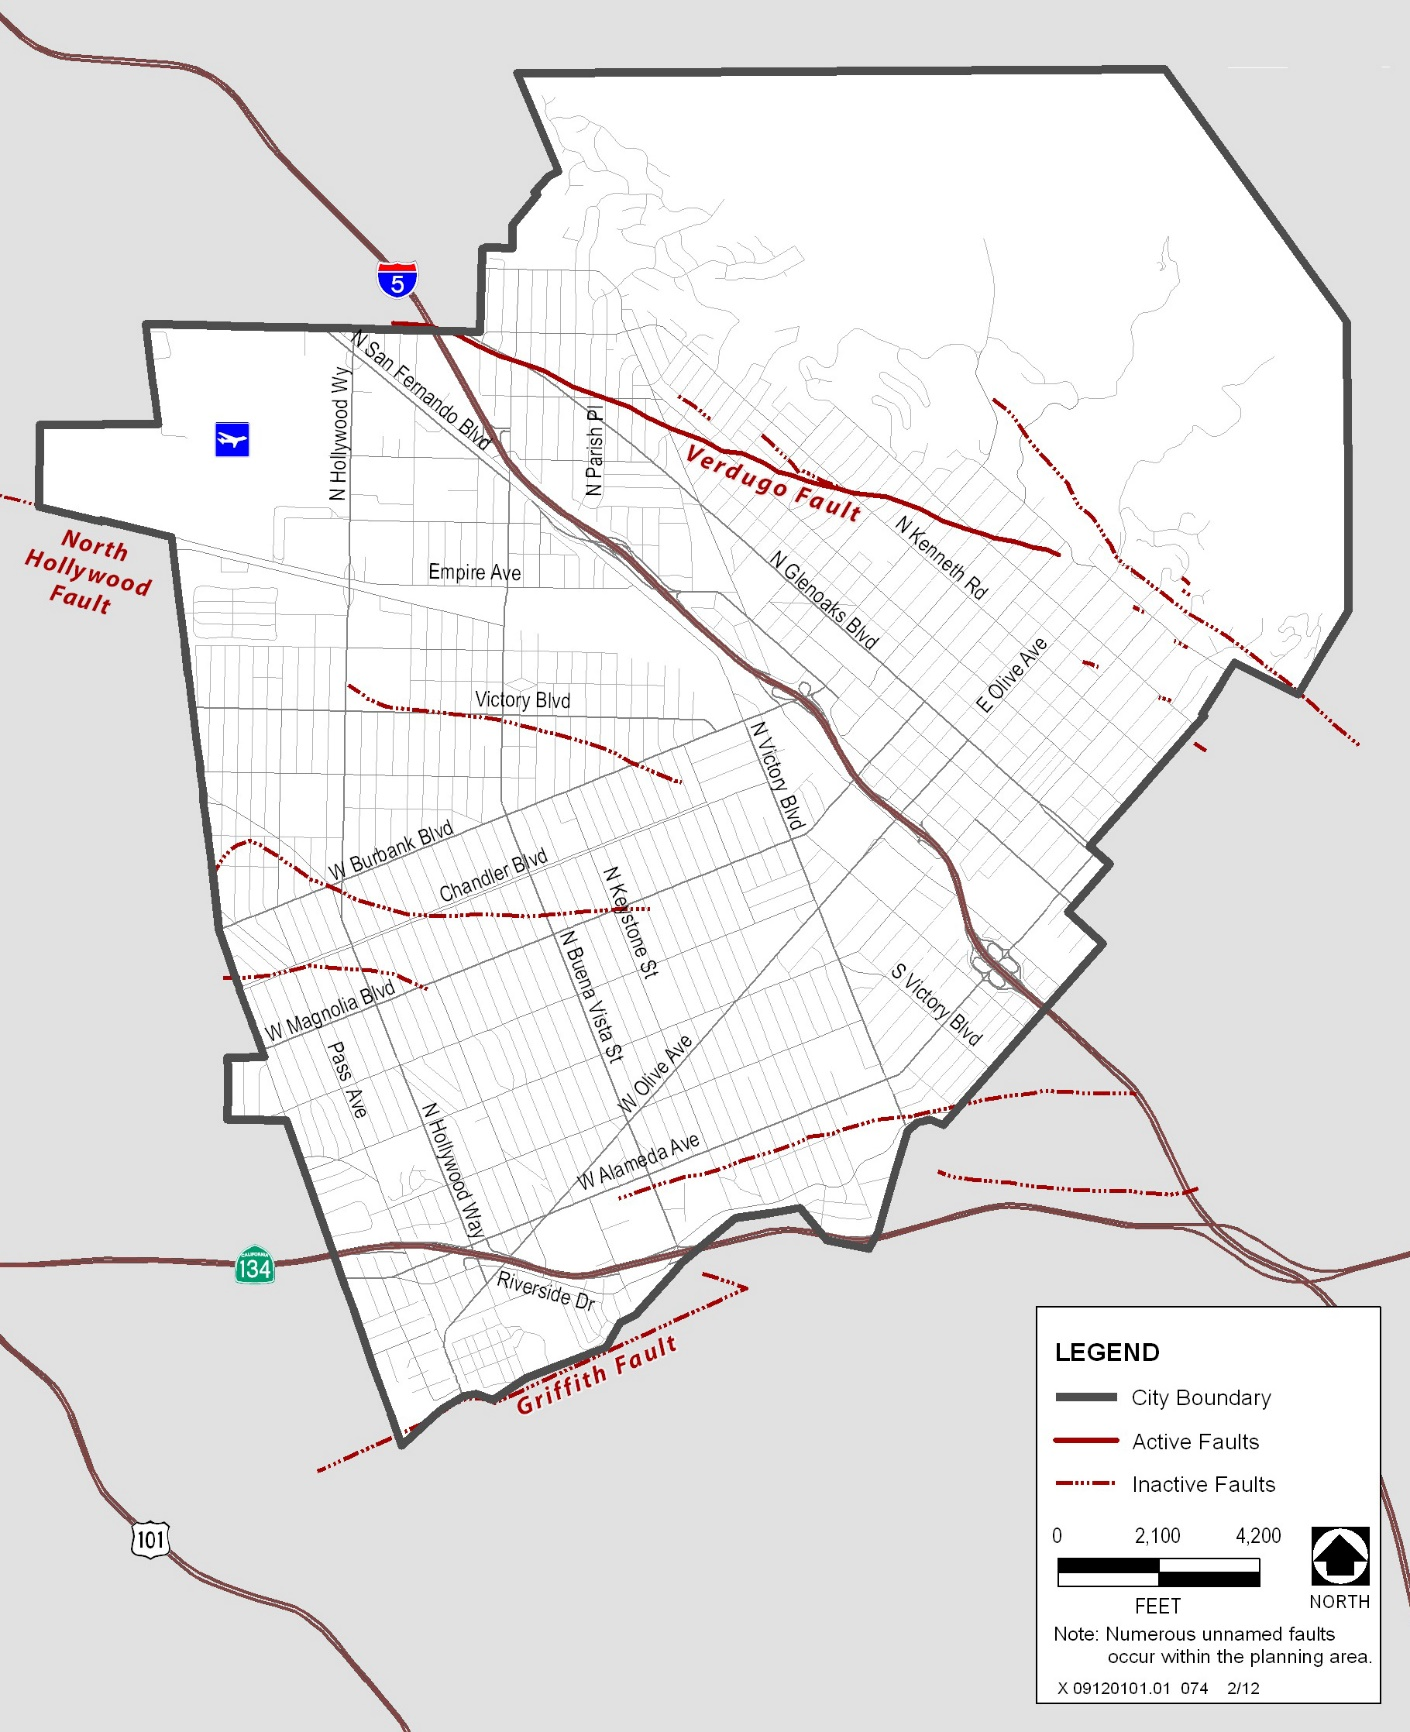 5
N San Fernando Blvd
N Hollywood Wy
N Parish Pl
Verdugo Fault
North
Hollywood
Fault
N Kenneth Rd
Empire Ave
N Glenoaks Blvd
E Olive Ave
Victory Blvd
N Victory Blvd
W Burbank Blvd
Chandler Blvd
N Keystone St
N Buena Vista St
S Victory Blvd
W Magnolia Blvd
Pass Ave
W Olive Ave
N Hollywood Way
W Alameda Ave
CALIFORNIA
134
Riverside Dr
Griffith Fault
101
LEGEND
City Boundary
Active Faults
Inactive Faults
0 2,100 4,200
FEET
NORTH
Note: Numerous unnamed faults
occur within the planning area.
X 09120101.01 074 2/12